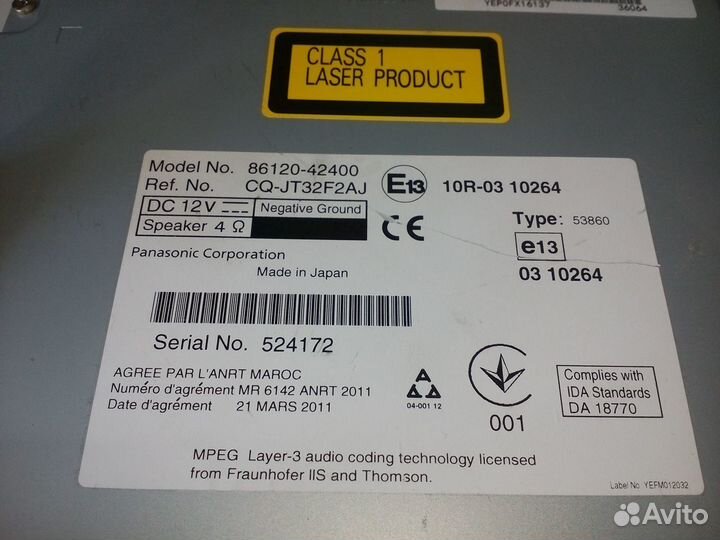 YEP0FX16137
36064
CLASS 1
LASER PRODUCT
Model No. 86120-42400
Ref. No. CQ-JT32F2AJ
E13
10R-03 10264
DC 12V
Negative Ground
Speaker 4 Ω
CE
Type: 53860
e13
03 10264
Panasonic Corporation
Made in Japan
Serial No. 524172
AGREE PAR L'ANRT MAROC
Numéro d'agrément MR 6142 ANRT 2011
Date d'agrément 21 MARS 2011
04-001 12
001
Complies with
IDA Standards
DA 18770
MPEG Layer-3 audio coding technology licensed
from Fraunhofer IIS and Thomson.
Label No. YEFM012032
Avito